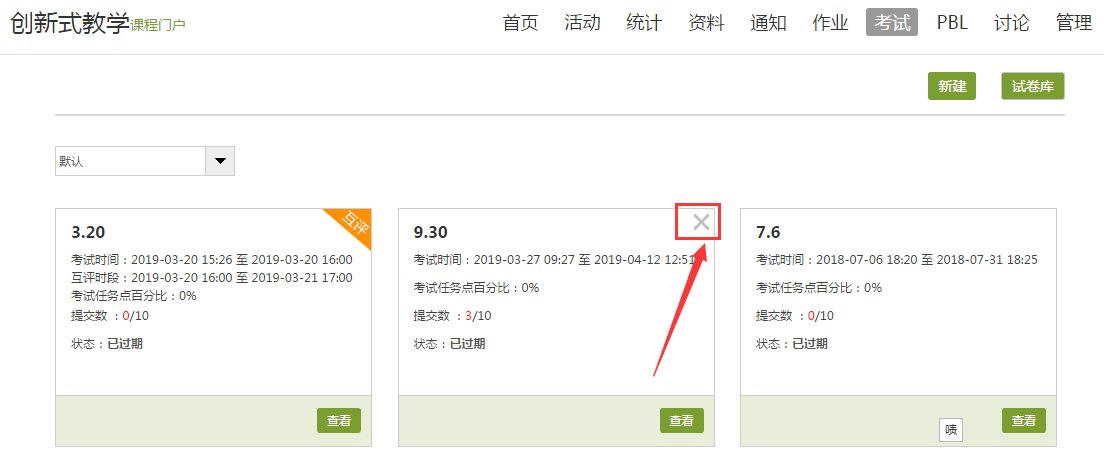 创新式教学课程门户 首页 活动 统计 资料 通知 作业 考试 PBL 讨论 管理
新建 试卷库
默认
3.20
互评
考试时间：2019-03-20 15:26 至 2019-03-20 16:00
互评时段：2019-03-20 16:00 至 2019-03-21 17:00
考试任务点百分比：0%
提交数 ：0/10
状态：已过期
查看
9.30
考试时间：2019-03-27 09:27 至 2019-04-12 12:51
考试任务点百分比：0%
提交数 ：3/10
状态：已过期
查看
7.6
考试时间：2018-07-06 18:20 至 2018-07-31 18:25
考试任务点百分比：0%
提交数 ：0/10
状态：已过期
啧
查看